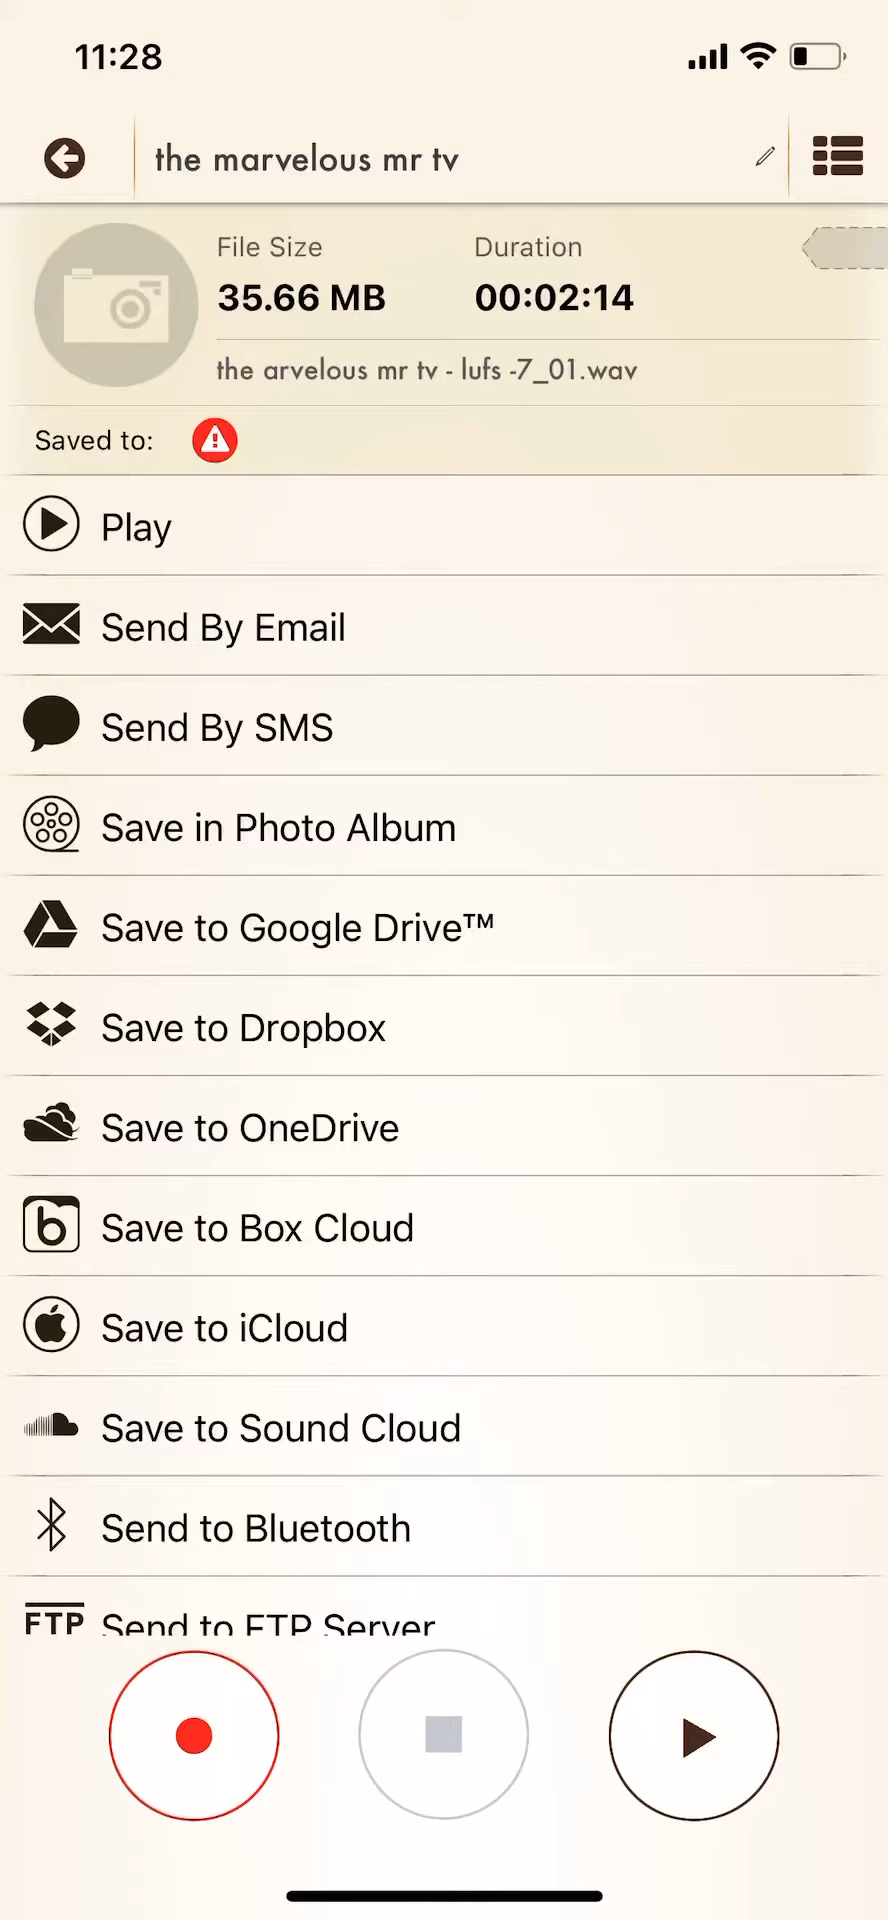 11:28
the marvelous mr tv
File Size
Duration
35.66 MB
00:02:14
the arvelous mr tv - lufs -7_01.wav
Saved to:
Play
Send By Email
Send By SMS
Save in Photo Album
Save to Google Drive™
Save to Dropbox
Save to OneDrive
b Save to Box Cloud
Save to iCloud
Save to Sound Cloud
Send to Bluetooth
FTP Send to FTP Server